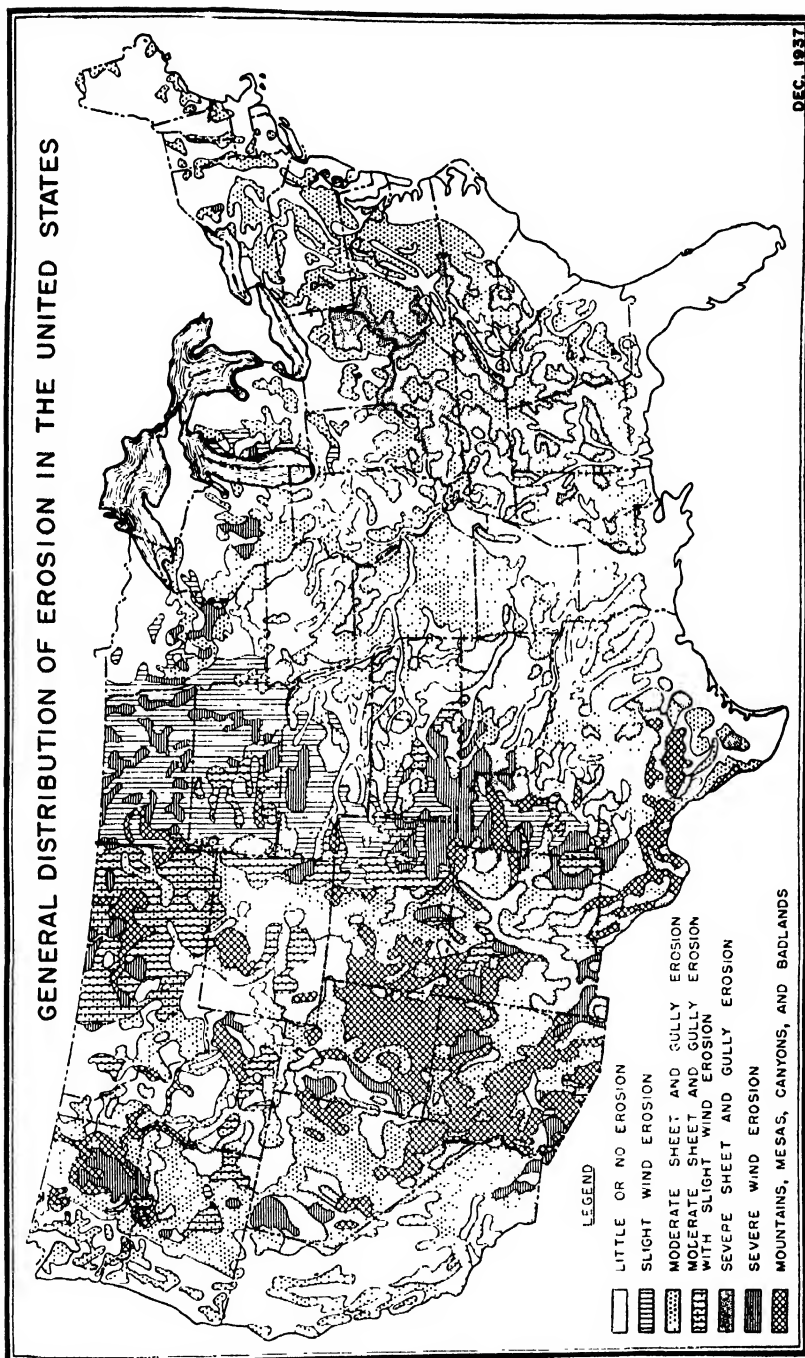 GENERAL DISTRIBUTION OF EROSION IN THE UNITED STATES
LEGEND
LITTLE OR NO EROSION
SLIGHT WIND EROSION
MODERATE SHEET AND GULLY EROSION
MODERATE SHEET AND GULLY EROSION
WITH SLIGHT WIND EROSION
SEVERE SHEET AND GULLY EROSION
SEVERE WIND EROSION
MOUNTAINS, MESAS, CANYONS, AND BADLANDS
DEC. 1937